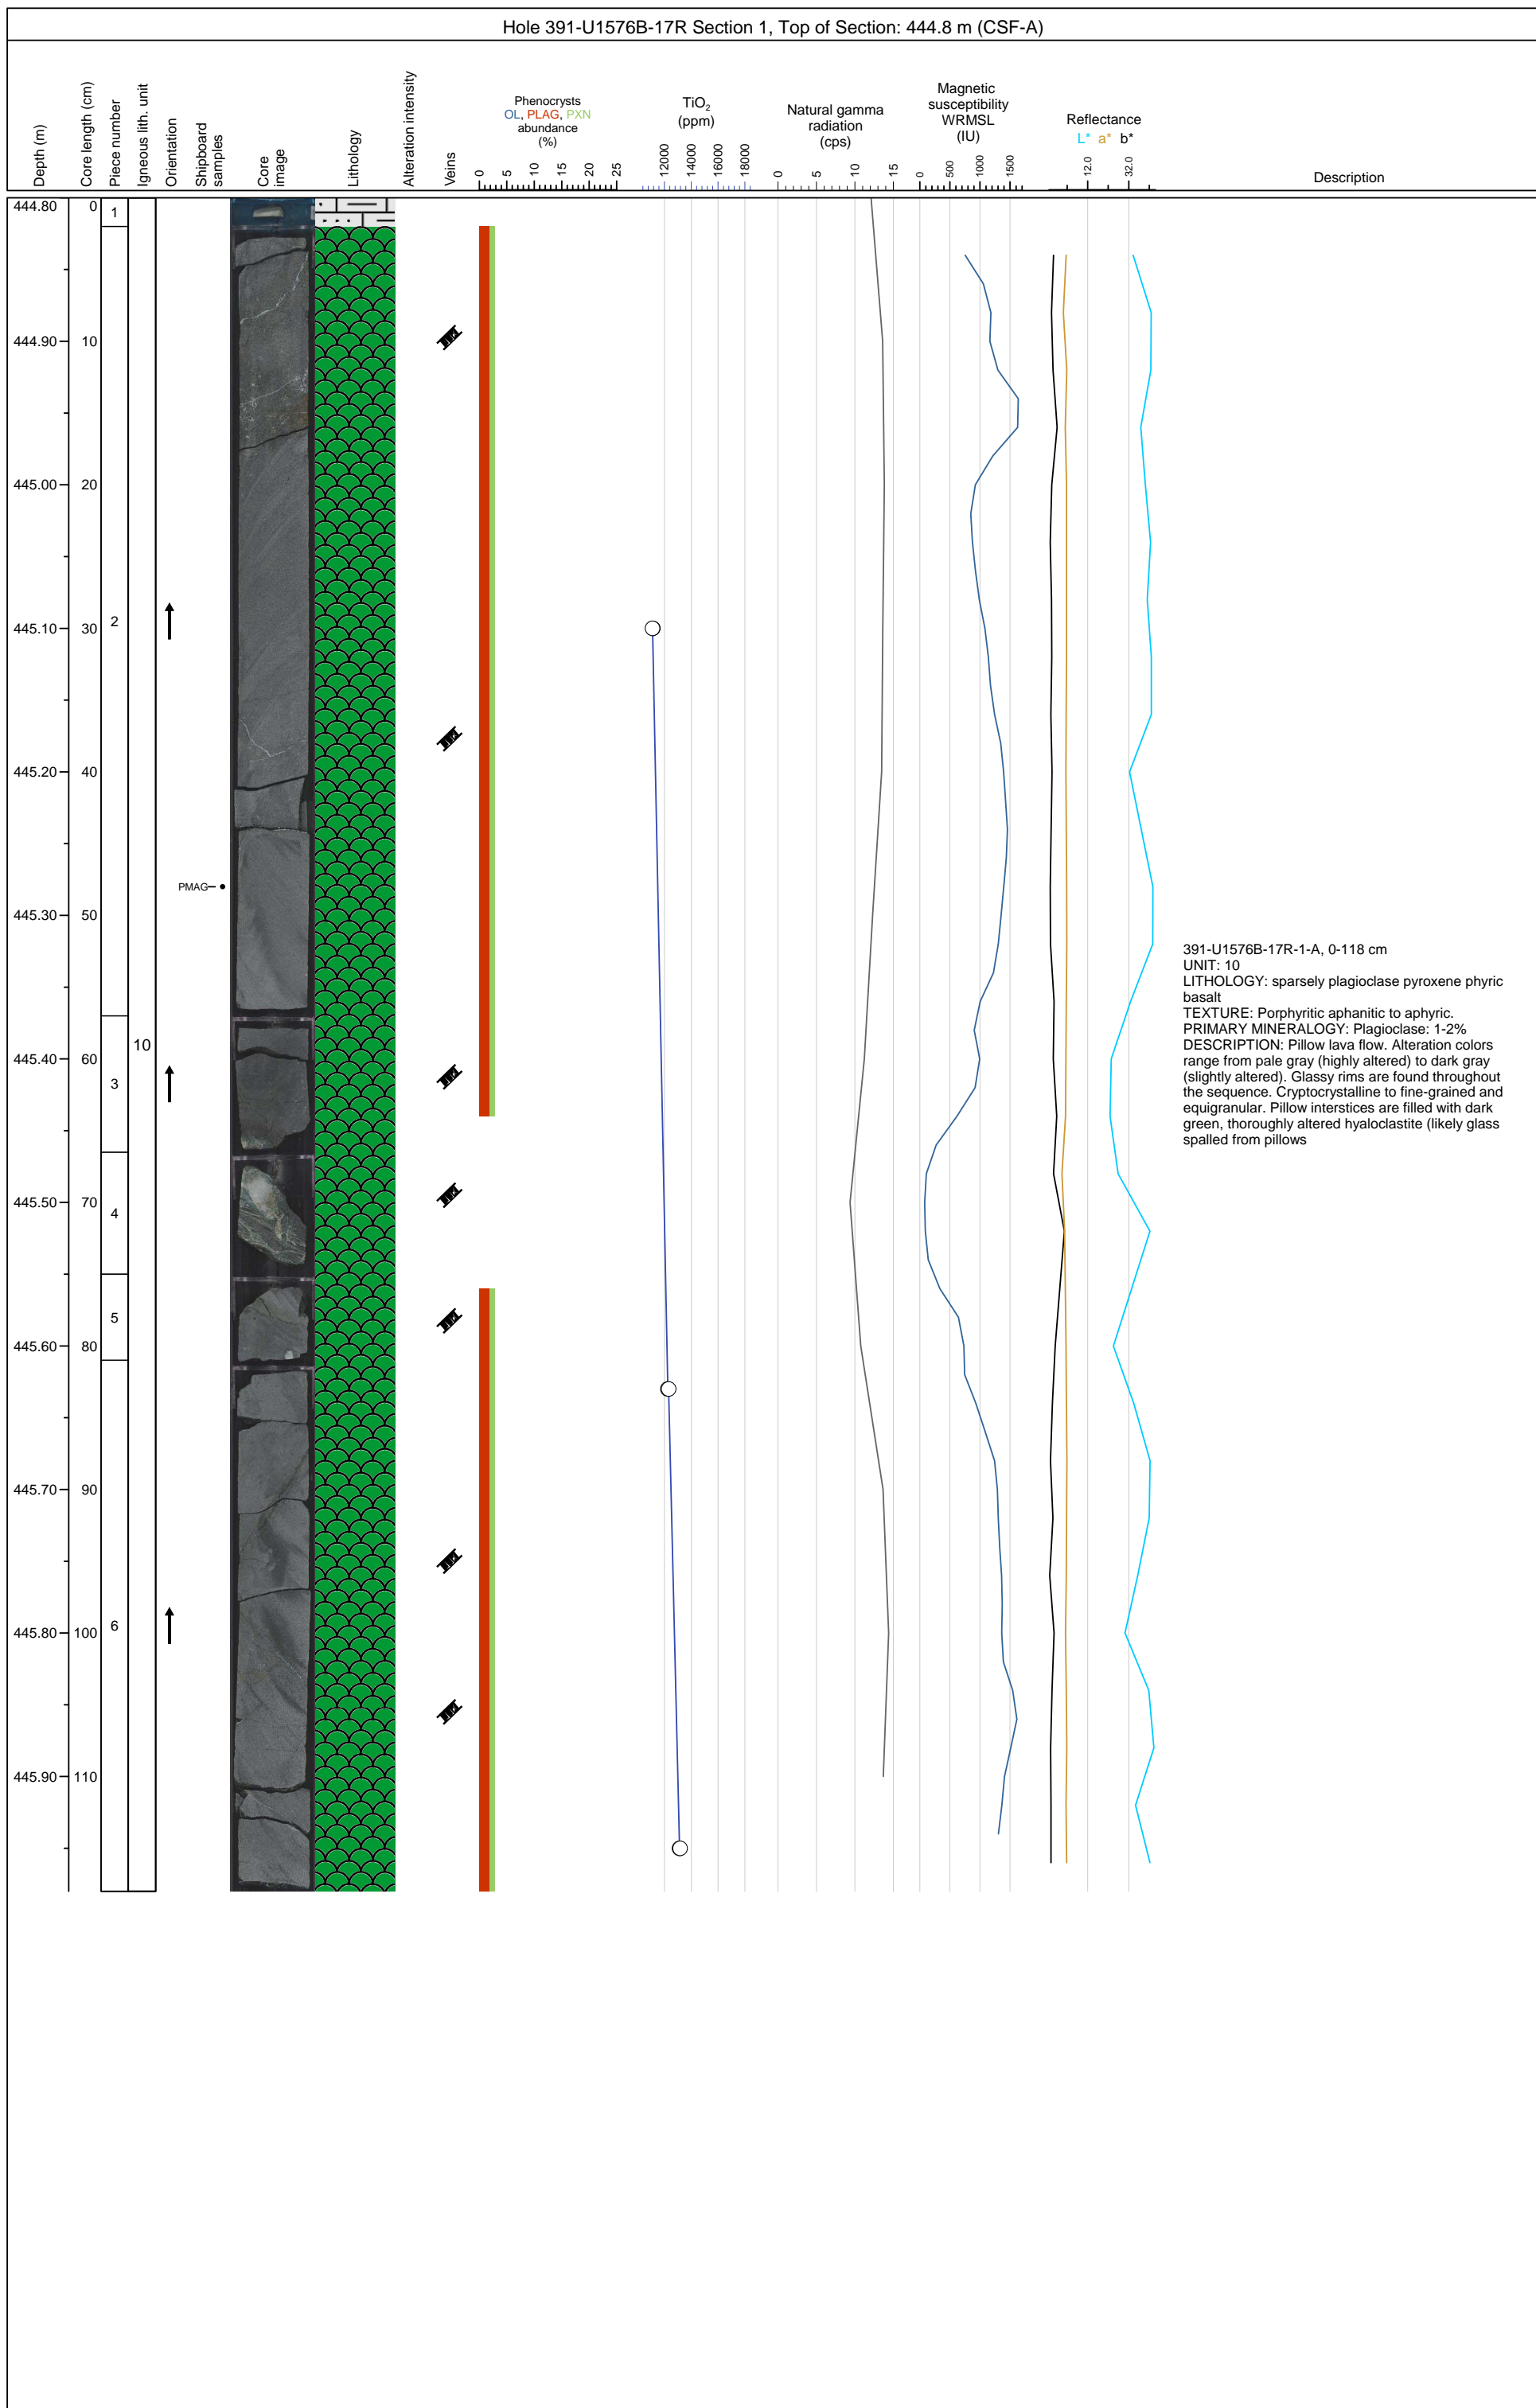 Hole 391-U1576B-17R Section 1, Top of Section: 444.8 m (CSF-A)
Depth (m)
Core length (cm)
Piece number
Igneous lith. unit
Orientation
Shipboard
samples
Core
image
Lithology
Alteration intensity
Veins
Phenocrysts
OL, PLAG, PXN
abundance
(%)
0 5 10 15 20 25
TiO2
(ppm)
12000 14000 16000 18000
Natural gamma
radiation
(cps)
0 5 10 15
Magnetic
susceptibility
WRMSL
(IU)
0 500 1000 1500
Reflectance
L* a* b*
12.0 32.0
Description
444.80 0
1
444.90 10
445.00 20
2
445.10 30
445.20 40
PMAG
445.30 50
10
445.40 60
3
445.50 70
4
5
445.60 80
445.70 90
6
445.80 100
445.90 110
391-U1576B-17R-1-A, 0-118 cm
UNIT: 10
LITHOLOGY: sparsely plagioclase pyroxene phyric
basalt
TEXTURE: Porphyritic aphanitic to aphyric.
PRIMARY MINERALOGY: Plagioclase: 1-2%
DESCRIPTION: Pillow lava flow. Alteration colors
range from pale gray (highly altered) to dark gray
(slightly altered). Glassy rims are found throughout
the sequence. Cryptocrystalline to fine-grained and
equigranular. Pillow interstices are filled with dark
green, thoroughly altered hyaloclastite (likely glass
spalled from pillows